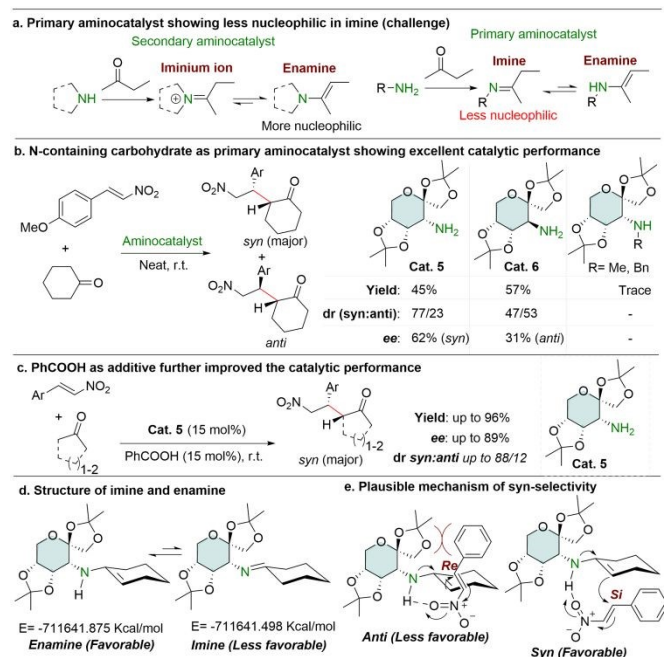 a. Primary aminocatalyst showing less nucleophilic in imine (challenge)
Secondary aminocatalyst
Primary aminocatalyst
O
Iminium ion
Enamine
O
Imine
Enamine
NH
N
N
R-NH2
N
R
HN
R
More nucleophilic
Less nucleophilic
b. N-containing carbohydrate as primary aminocatalyst showing excellent catalytic performance
NO2
MeO
+
O
Aminocatalyst
Neat, r.t.
Ar
O
NO2
H
syn (major)
+
Ar
O
NO2
H
anti
O
O
O
NH2
O
O
O
O
O
NH2
O
O
O
O
O
NH
R
O
O
Cat. 5
Cat. 6
R= Me, Bn
Yield: 45% 57% Trace
dr (syn:anti) 77/23 47/53 -
ee: 62% (syn) 31% (anti) -
c. PhCOOH as additive further improved the catalytic performance
Ar
NO2
+
O
1-2
Cat. 5 (15 mol%)
PhCOOH (15 mol%), r.t.
Ar
O
NO2
H
1-2
syn (major)
Yield: up to 96%
ee: up to 89%
dr syn:anti up to 88/12
O
O
O
NH2
O
O
Cat. 5
d. Structure of imine and enamine
O
O
O
N
H
O
O
O
O
O
N
O
O
E= -711641.875 Kcal/mol
Enamine (Favorable)
E= -711641.498 Kcal/mol
Imine (Less favorable)
e. Plausible mechanism of syn-selectivity
O
O
O
Re
N
H
O
O
O
N+
O-
Anti (Less favorable)
O
O
O
N
H
O
O
Si
O
N+
O-
Syn (Favorable)